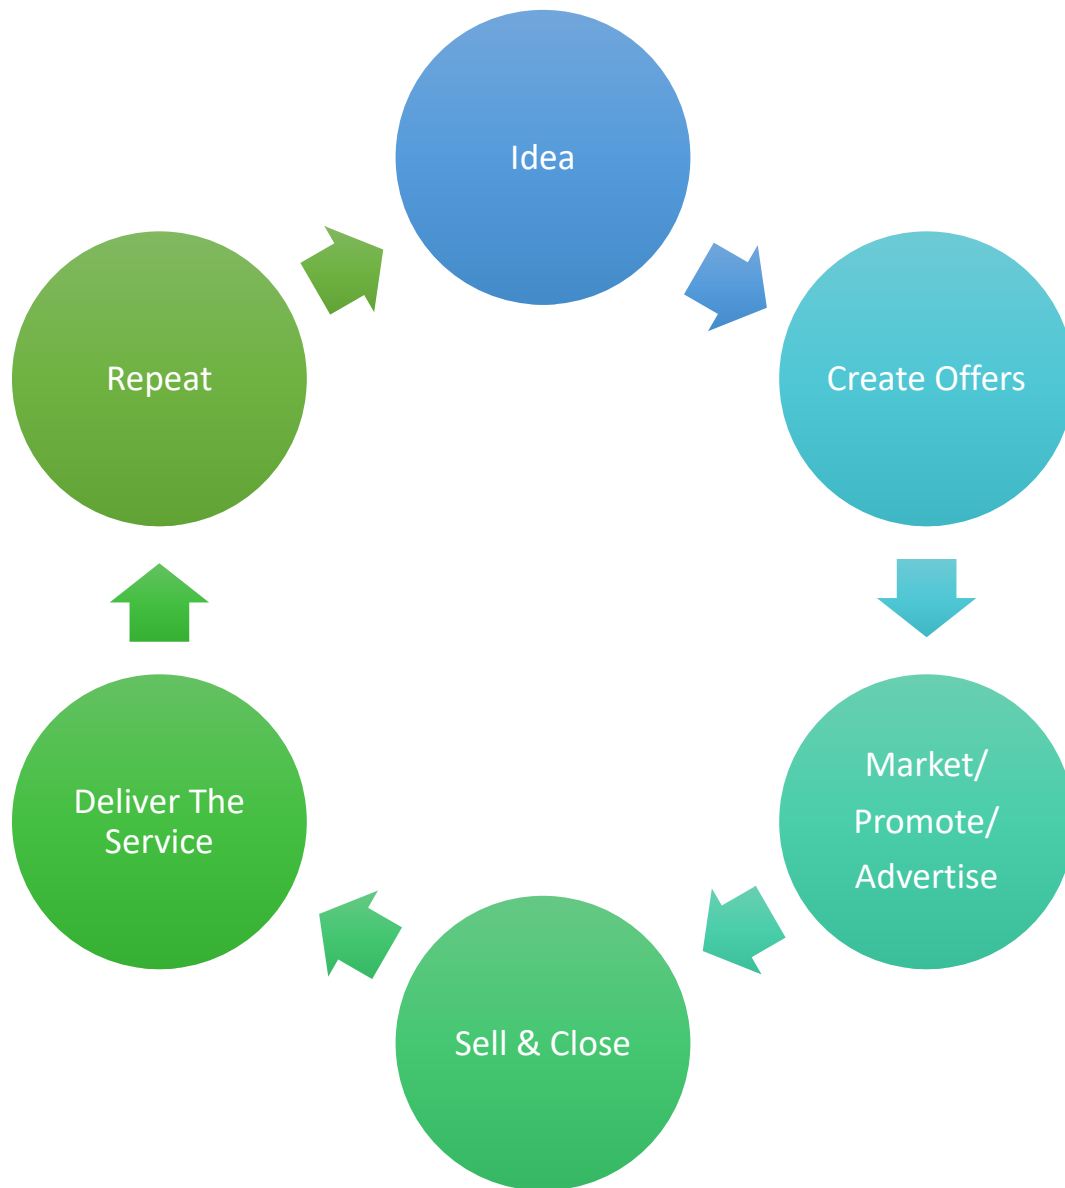 Idea
Create Offers
Market/
Promote/
Advertise
Sell & Close
Deliver The
Service
Repeat